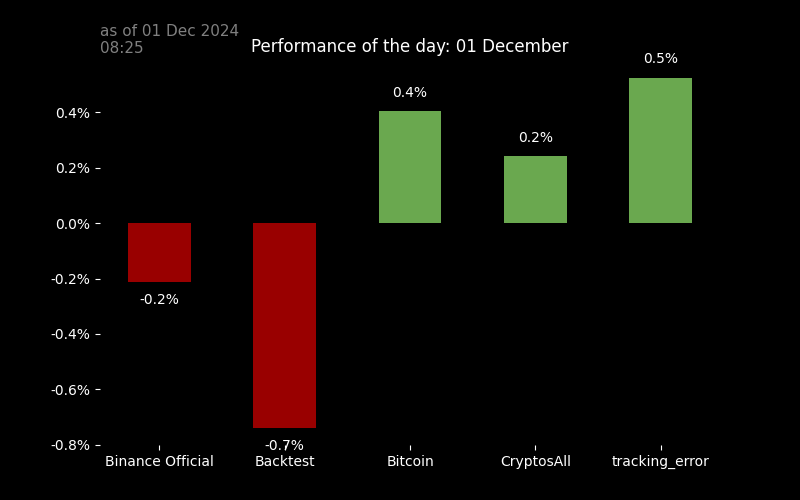 as of 01 Dec 2024
08:25
Performance of the day: 01 December
0.5%
0.4%
0.4%
0.2%
0.2%
0.0%
-0.2%
-0.2%
-0.4%
-0.6%
-0.8%
-0.7%
Binance Official
Backtest
Bitcoin
CryptosAll
tracking_error